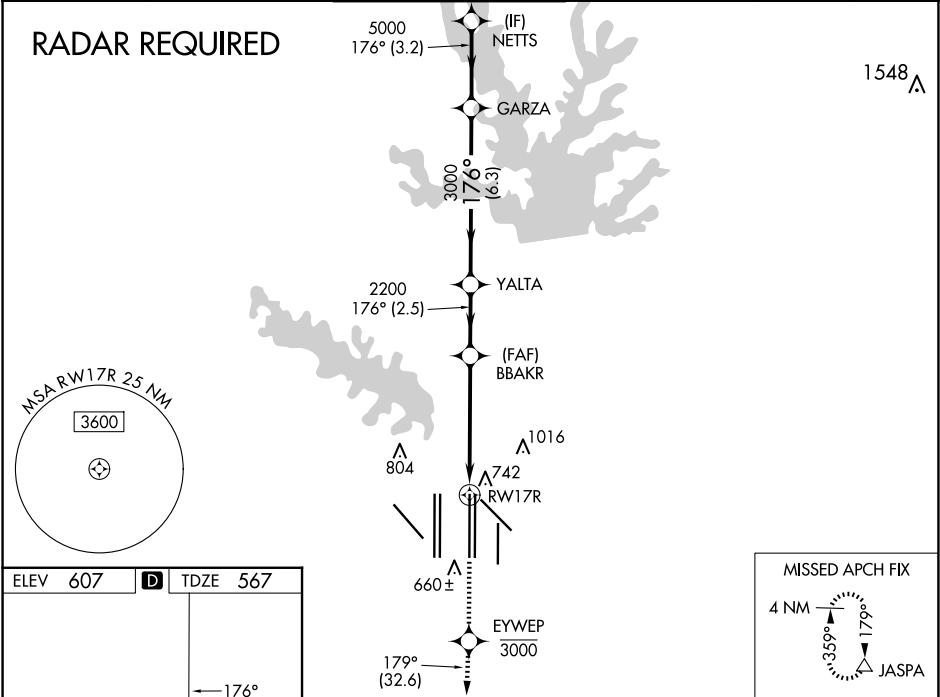 RADAR REQUIRED
5000
176° (3.2)
(IF)
NETTS
1548
GARZA
3000
176°
(6.3)
YALTA
2200
176° (2.5)
(FAF)
BBAKR
MSA RW17R 25 NM
3600
1016
804
742
RW17R
660±
ELEV 607 D TDZE 567
176°
EYWEP
3000
179°
(32.6)
MISSED APCH FIX
4 NM
359°
179°
JASPA